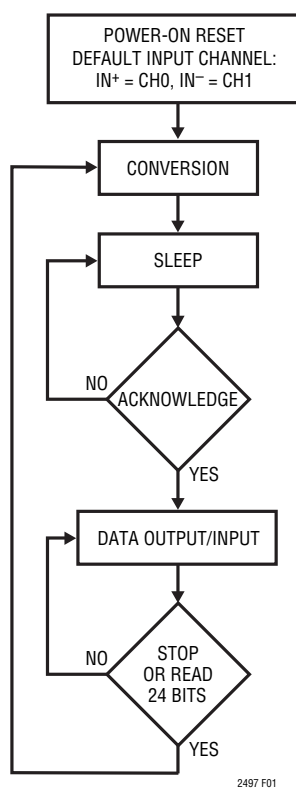 POWER-ON RESET
DEFAULT INPUT CHANNEL:
IN+ = CH0, IN– = CH1
CONVERSION
SLEEP
NO
ACKNOWLEDGE
YES
DATA OUTPUT/INPUT
NO
STOP
OR READ
24 BITS
YES
2497 F01